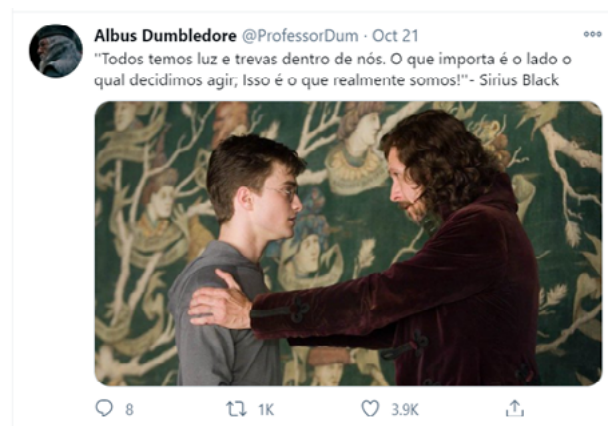 Albus Dumbledore @ProfessorDum · Oct 21
"Todos temos luz e trevas dentro de nós. O que importa é o lado o
qual decidimos agir, Isso é o que realmente somos!"- Sirius Black
8 1K 3.9K